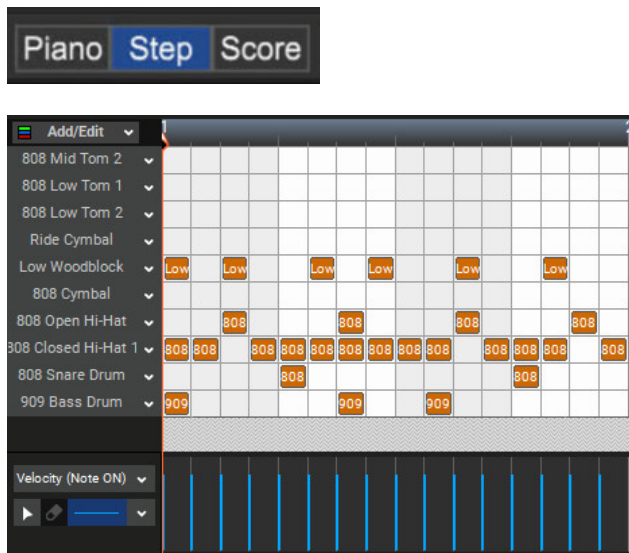 Piano Step Score
Add/Edit 1 2
808 Mid Tom 2
808 Low Tom 1
808 Low Tom 2
Ride Cymbal
Low Woodblock Low Low Low Low Low Low
808 Cymbal
808 Open Hi-Hat 808 808 808 808
808 Closed Hi-Hat 1 808 808 808 808 808 808 808 808 808 808 808 808 808
808 Snare Drum 808 808
909 Bass Drum 909 909 909
Velocity (Note ON)